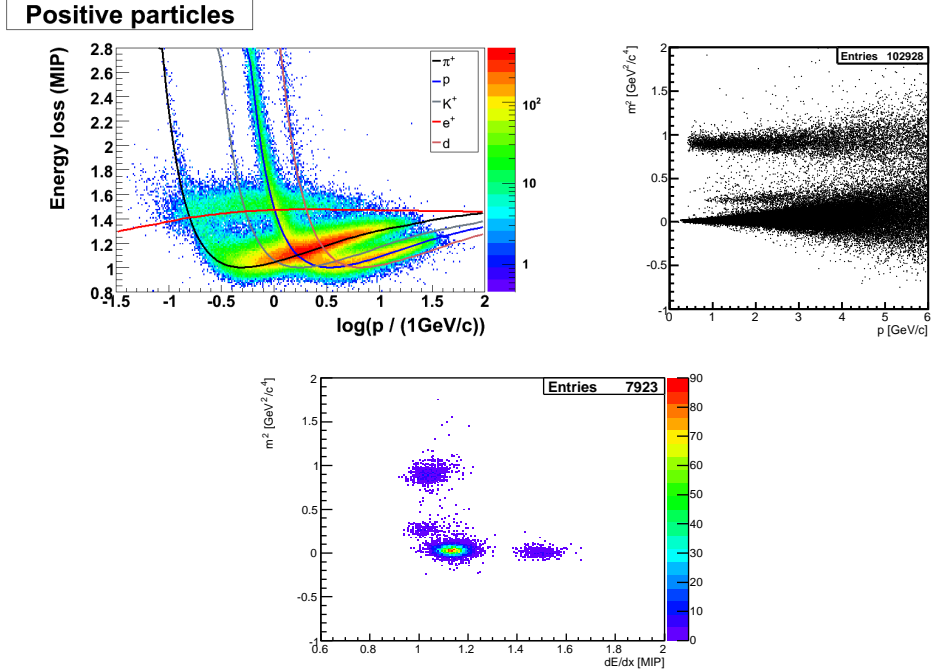 Positive particles
Energy loss (MIP)
2.8
2.6
2.4
2.2
2
1.8
1.6
1.4
1.2
1
0.8
-1.5 -1 -0.5 0 0.5 1 1.5 2
log(p / (1GeV/c))
π⁺
p
K⁺
e⁺
d
10²
10
1
m² [GeV²/c⁴]
Entries 102928
2
1.5
1
0.5
0
-0.5
-1
0 1 2 3 4 5 6
p [GeV/c]
m² [GeV²/c⁴]
Entries 7923
2
1.5
1
0.5
0
-0.5
-1
0.6 0.8 1 1.2 1.4 1.6 1.8 2
dE/dx [MIP]
90
80
70
60
50
40
30
20
10
0